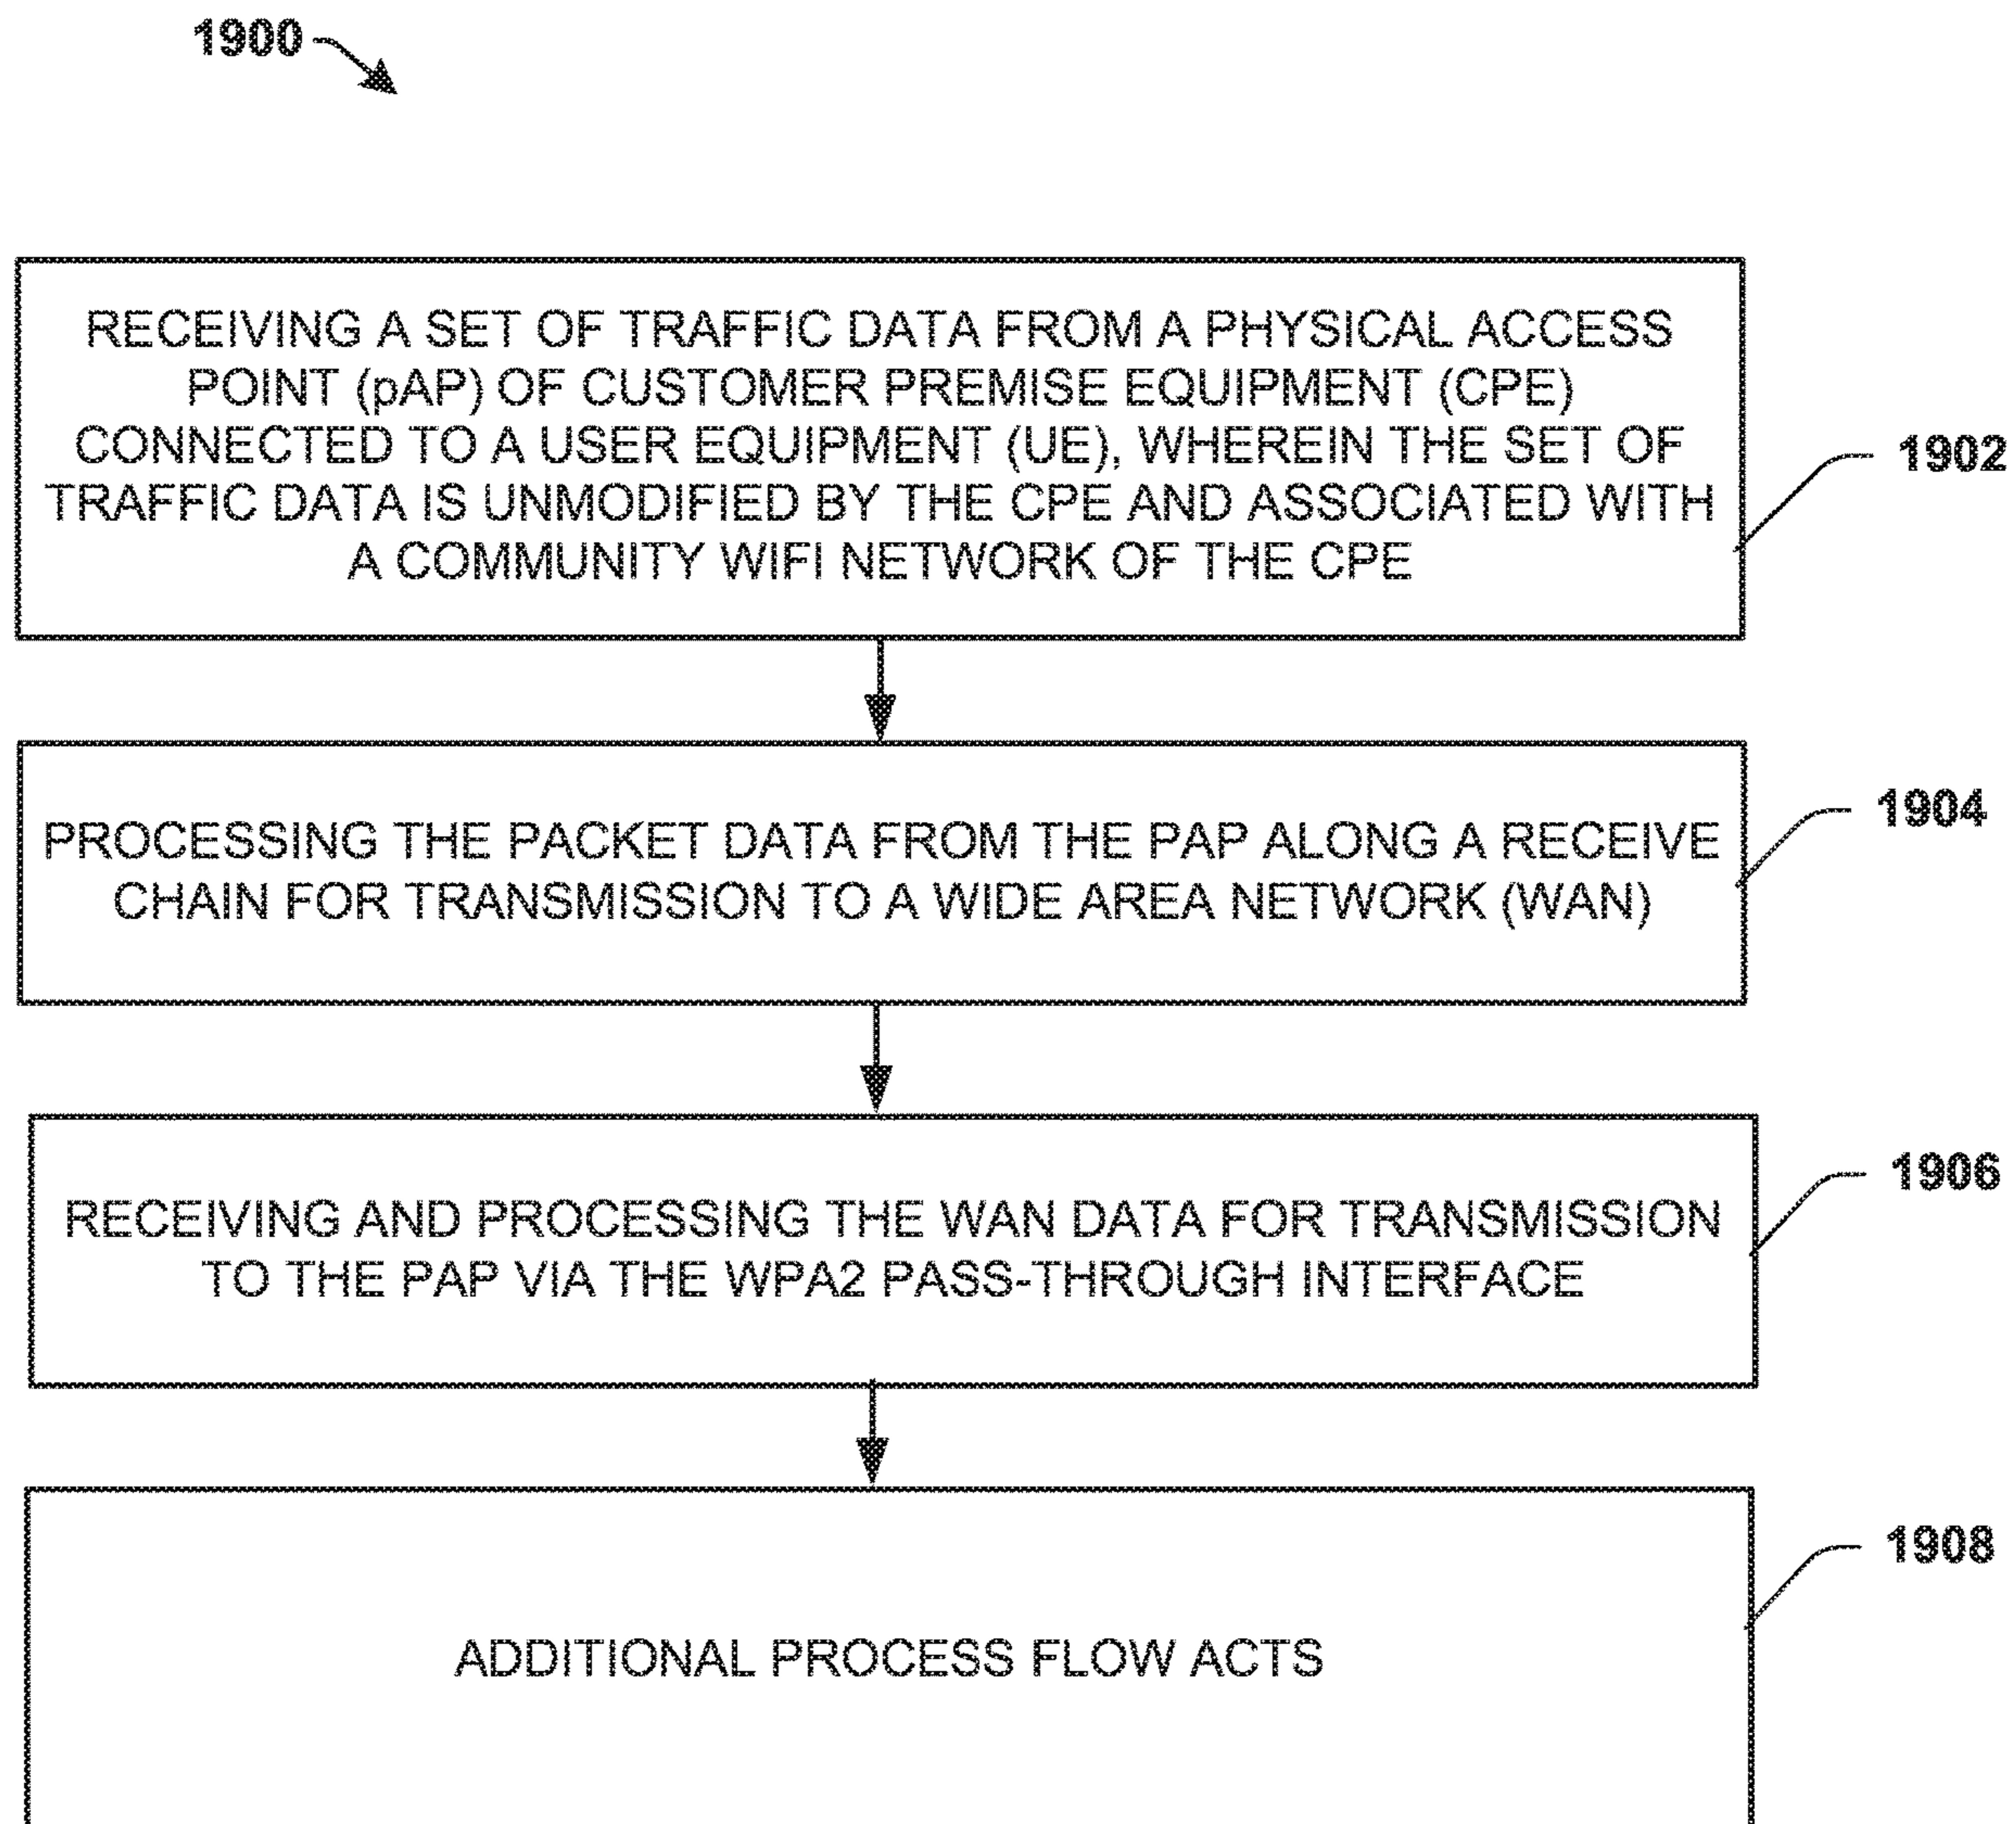 1900
RECEIVING A SET OF TRAFFIC DATA FROM A PHYSICAL ACCESS
POINT (pAP) OF CUSTOMER PREMISE EQUIPMENT (CPE)
CONNECTED TO A USER EQUIPMENT (UE), WHEREIN THE SET OF
TRAFFIC DATA IS UNMODIFIED BY THE CPE AND ASSOCIATED WITH
A COMMUNITY WIFI NETWORK OF THE CPE
1902
PROCESSING THE PACKET DATA FROM THE PAP ALONG A RECEIVE
CHAIN FOR TRANSMISSION TO A WIDE AREA NETWORK (WAN)
1904
RECEIVING AND PROCESSING THE WAN DATA FOR TRANSMISSION
TO THE PAP VIA THE WPA2 PASS-THROUGH INTERFACE
1906
ADDITIONAL PROCESS FLOW ACTS
1908